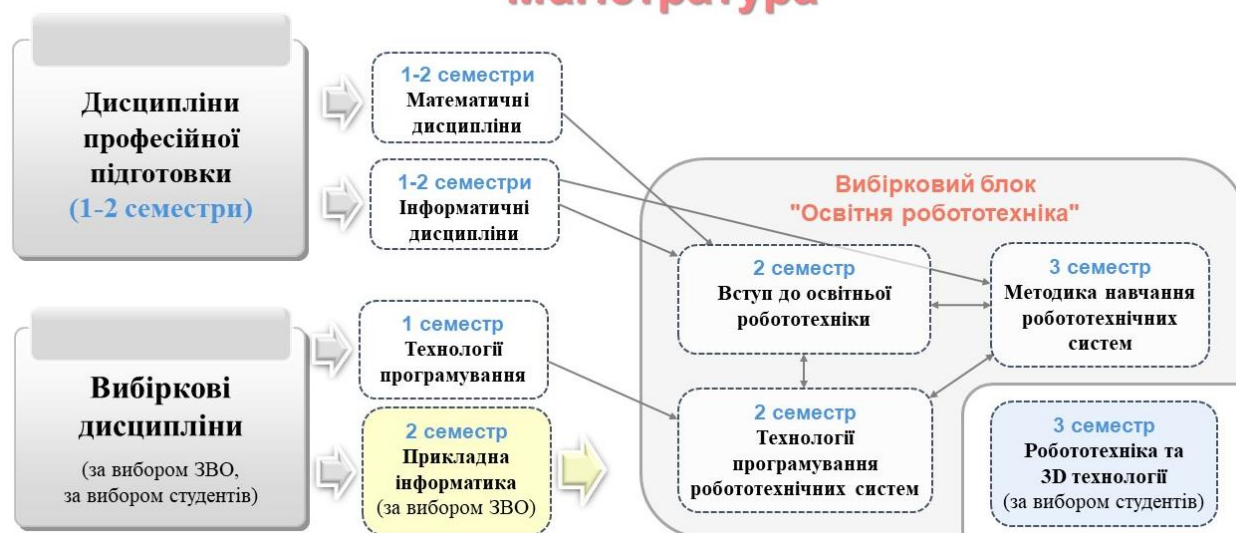 Магістратура
Дисципліни
професійної
підготовки
(1-2 семестри)
1-2 семестри
Математичні
дисципліни
1-2 семестри
Інформатичні
дисципліни
Вибіркові
дисципліни
(за вибором ЗВО,
за вибором студентів)
1 семестр
Технології
програмування
2 семестр
Прикладна
інформатика
(за вибором ЗВО)
Вибірковий блок
"Освітня робототехніка"
2 семестр
Вступ до освітньої
робототехніки
3 семестр
Методика навчання
робототехнічних
систем
2 семестр
Технології
програмування
робототехнічних систем
3 семестр
Робототехніка та
3D технології
(за вибором студентів)